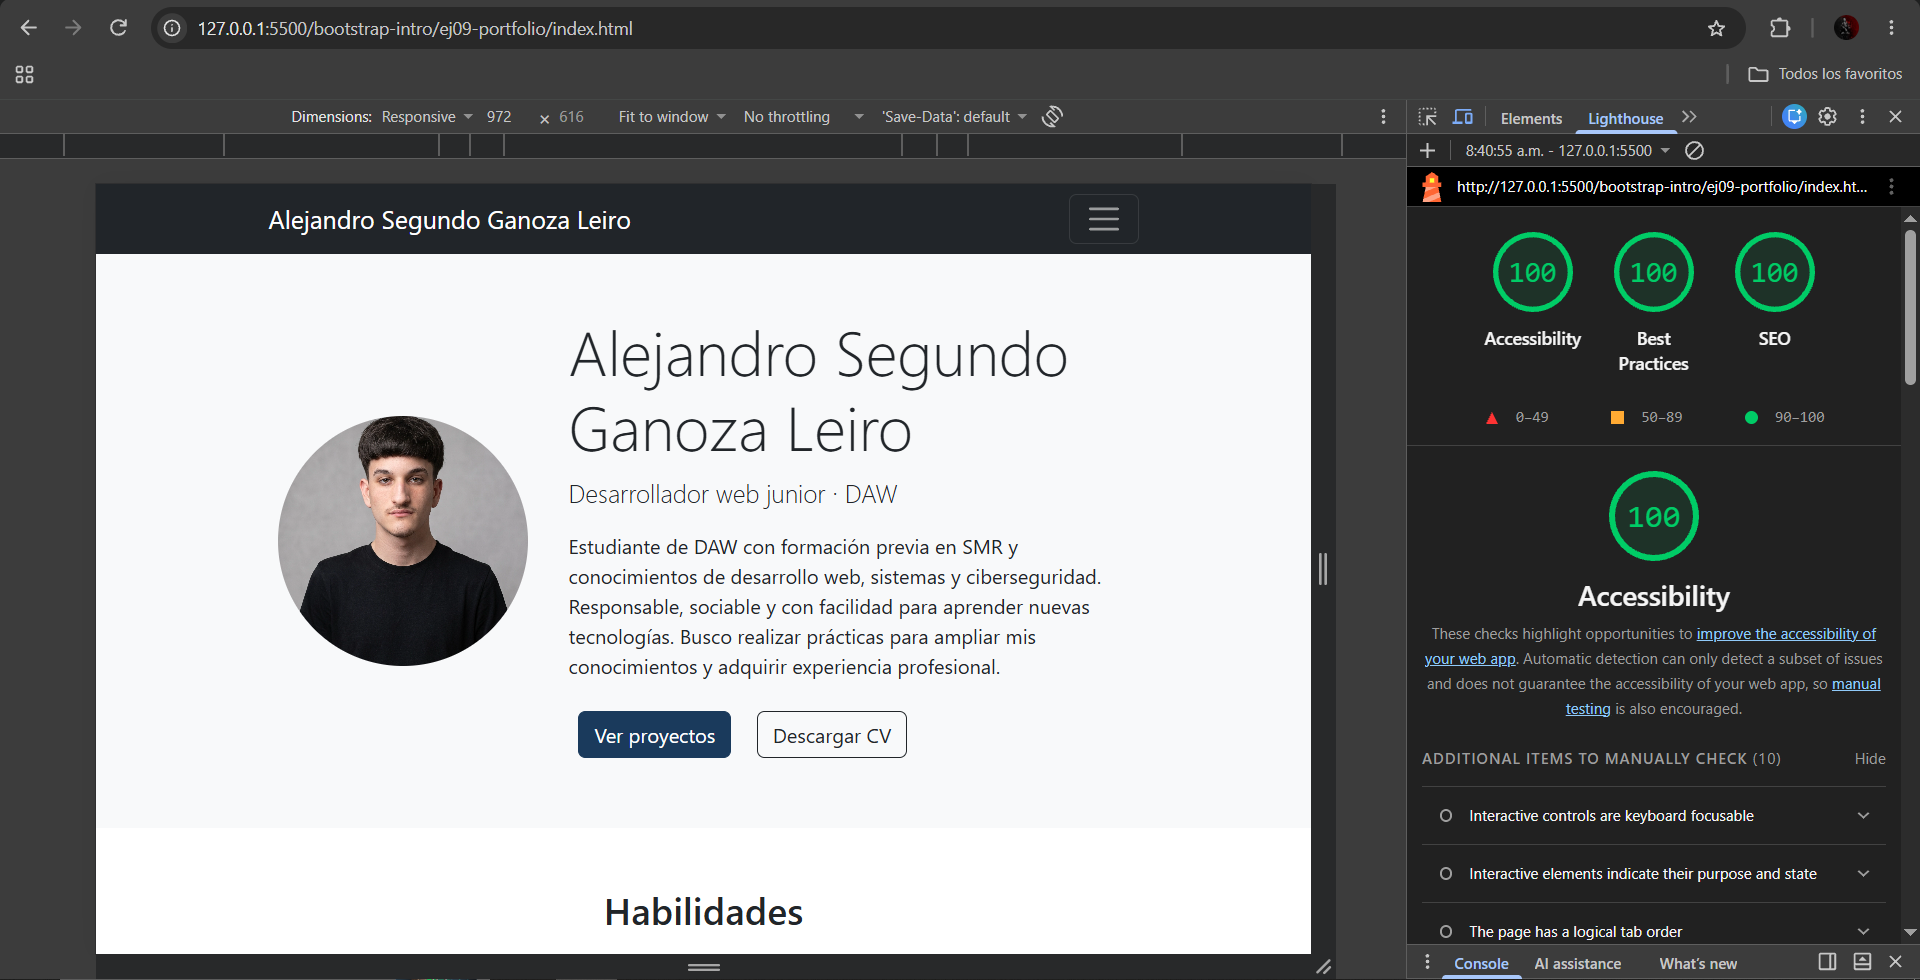 127.0.0.1:5500/bootstrap-intro/ej09-portfolio/index.html
Todos los favoritos
Dimensions: Responsive 972 × 616 Fit to window No throttling 'Save-Data': default
Elements Lighthouse
8:40:55 a.m. - 127.0.0.1:5500
http://127.0.0.1:5500/bootstrap-intro/ej09-portfolio/index.ht...
Alejandro Segundo Ganoza Leiro
Alejandro Segundo
Ganoza Leiro
Desarrollador web junior · DAW
Estudiante de DAW con formación previa en SMR y
conocimientos de desarrollo web, sistemas y ciberseguridad.
Responsable, sociable y con facilidad para aprender nuevas
tecnologías. Busco realizar prácticas para ampliar mis
conocimientos y adquirir experiencia profesional.
Ver proyectos Descargar CV
Habilidades
100 100 100
Accessibility Best Practices SEO
0–49 50–89 90–100
100
Accessibility
These checks highlight opportunities to improve the accessibility of
your web app. Automatic detection can only detect a subset of issues
and does not guarantee the accessibility of your web app, so manual
testing is also encouraged.
ADDITIONAL ITEMS TO MANUALLY CHECK (10) Hide
Interactive controls are keyboard focusable
Interactive elements indicate their purpose and state
The page has a logical tab order
Console AI assistance What's new